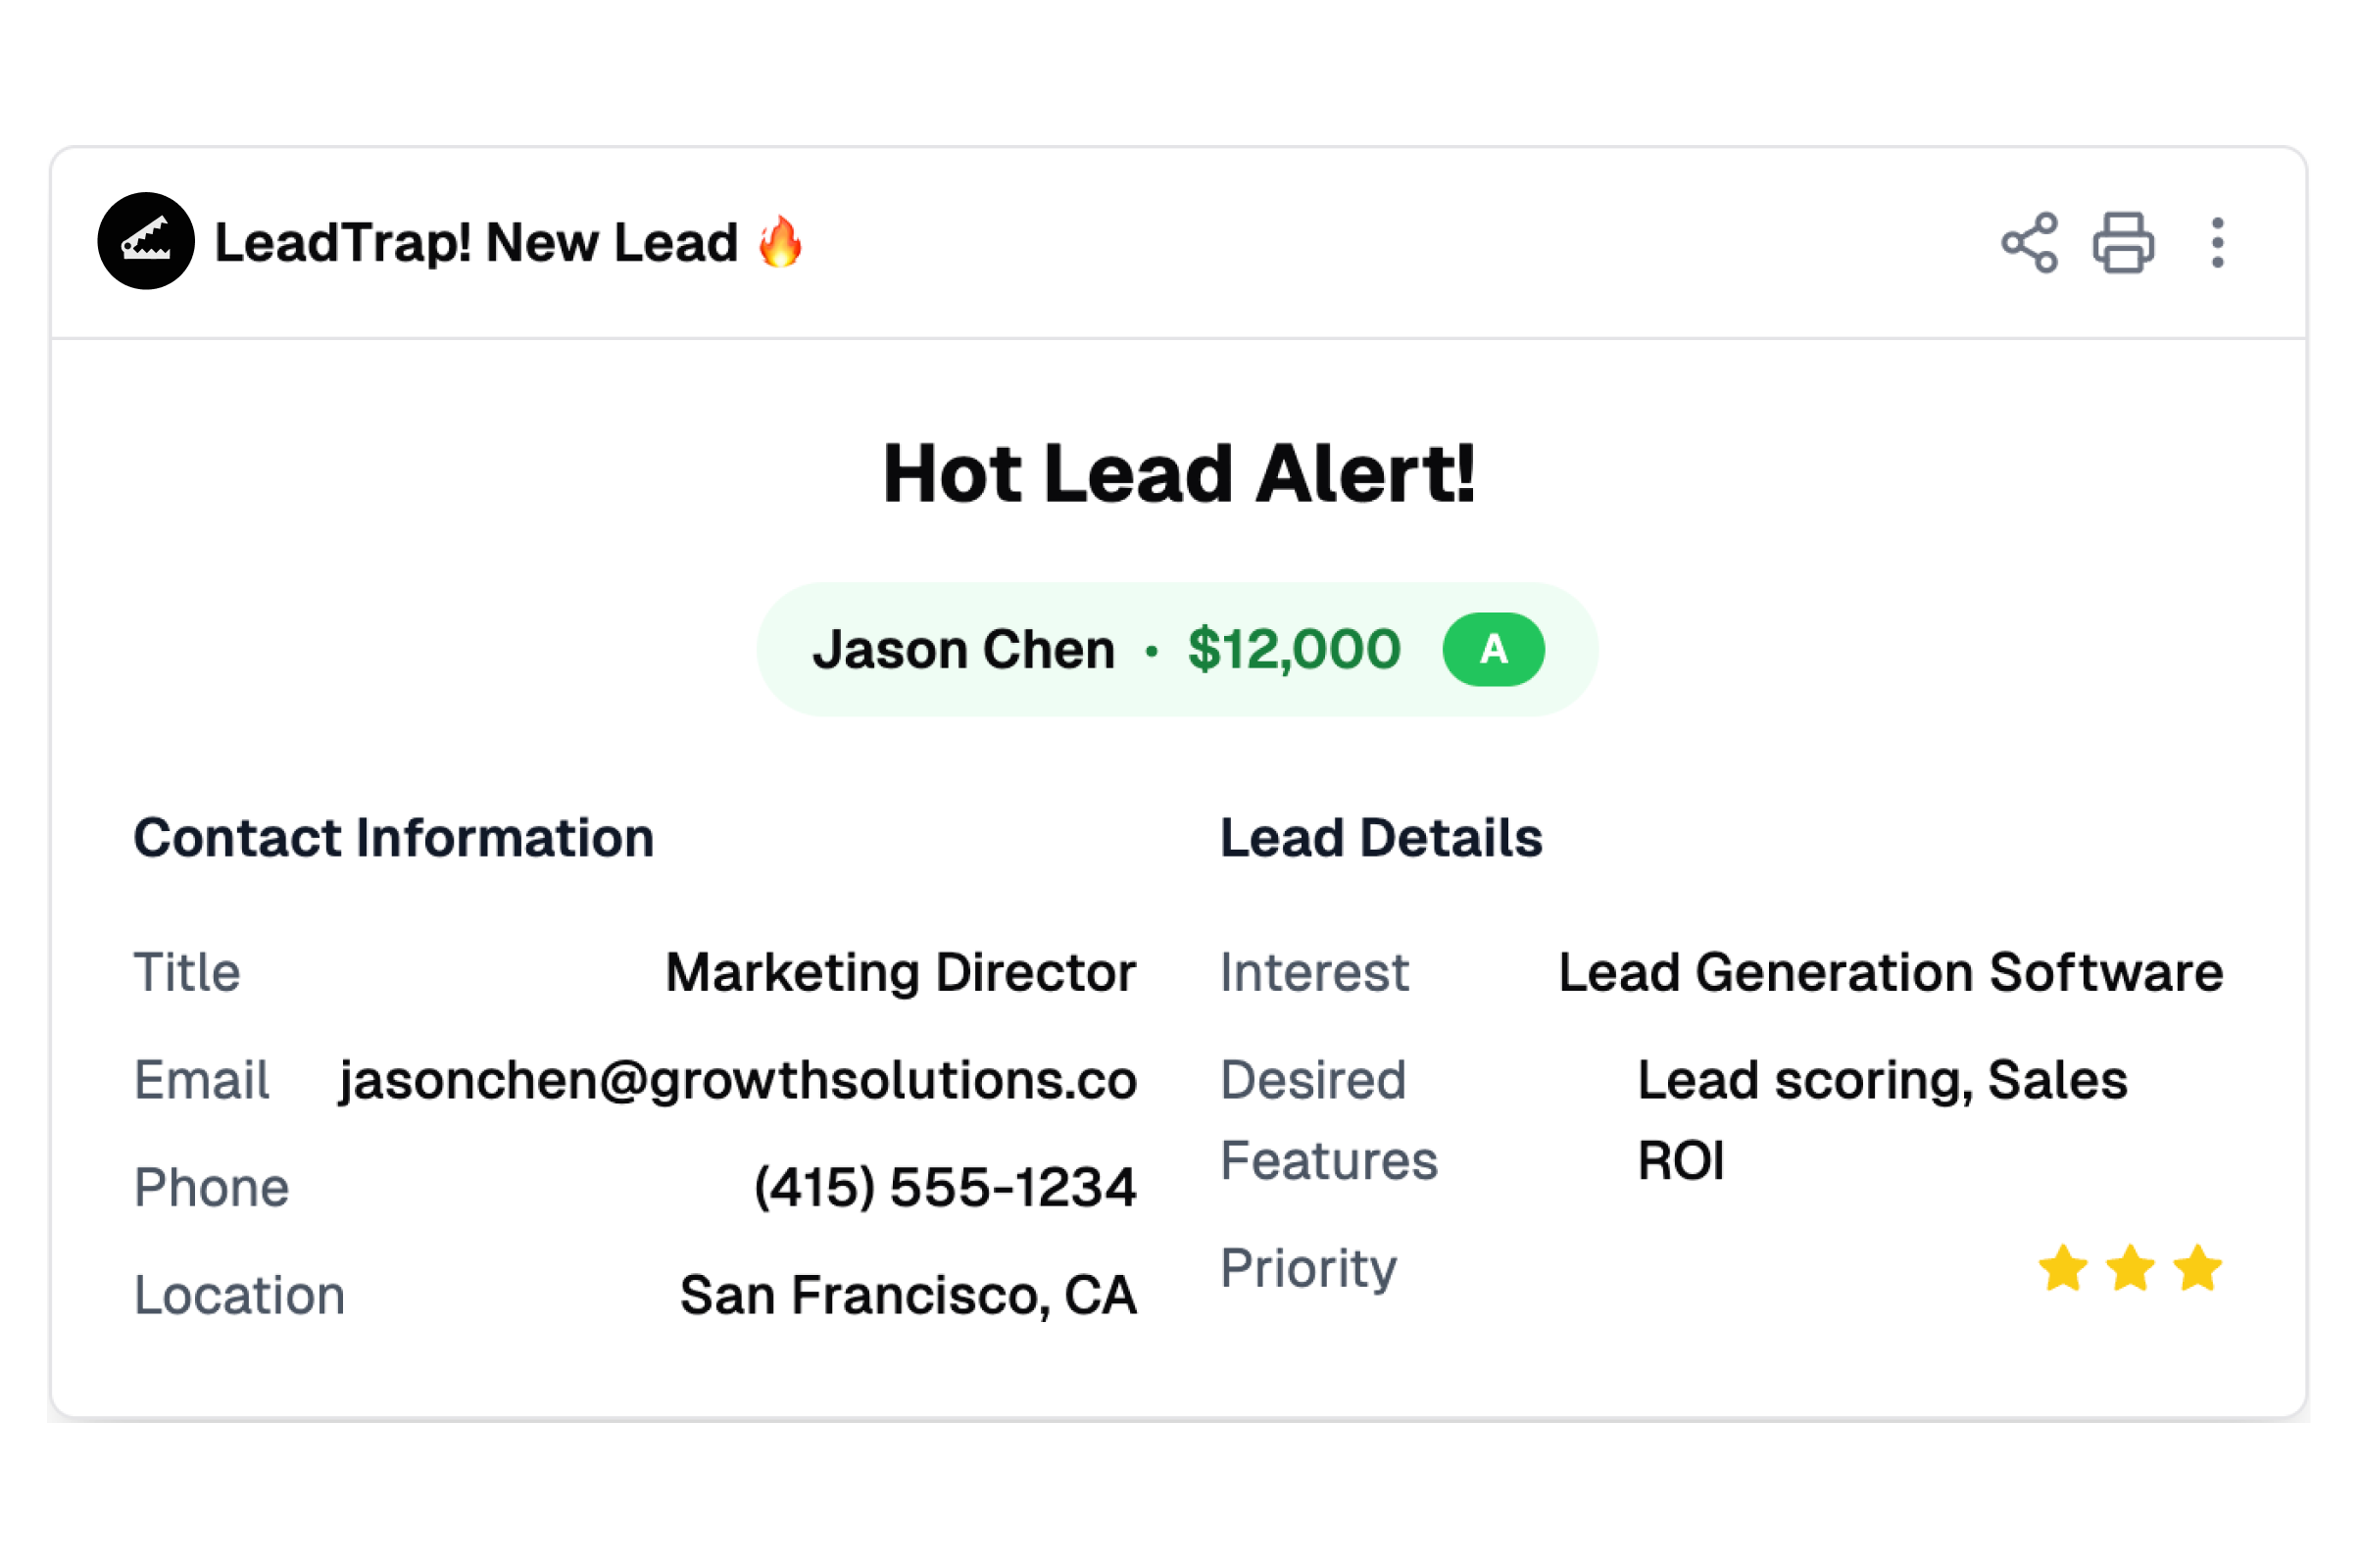 LeadTrap! New Lead 🔥
Hot Lead Alert!
Jason Chen • $12,000 A
Contact Information
Title Marketing Director
Email jasonchen@growthsolutions.co
Phone (415) 555-1234
Location San Francisco, CA
Lead Details
Interest Lead Generation Software
Desired Lead scoring, Sales
Features ROI
Priority